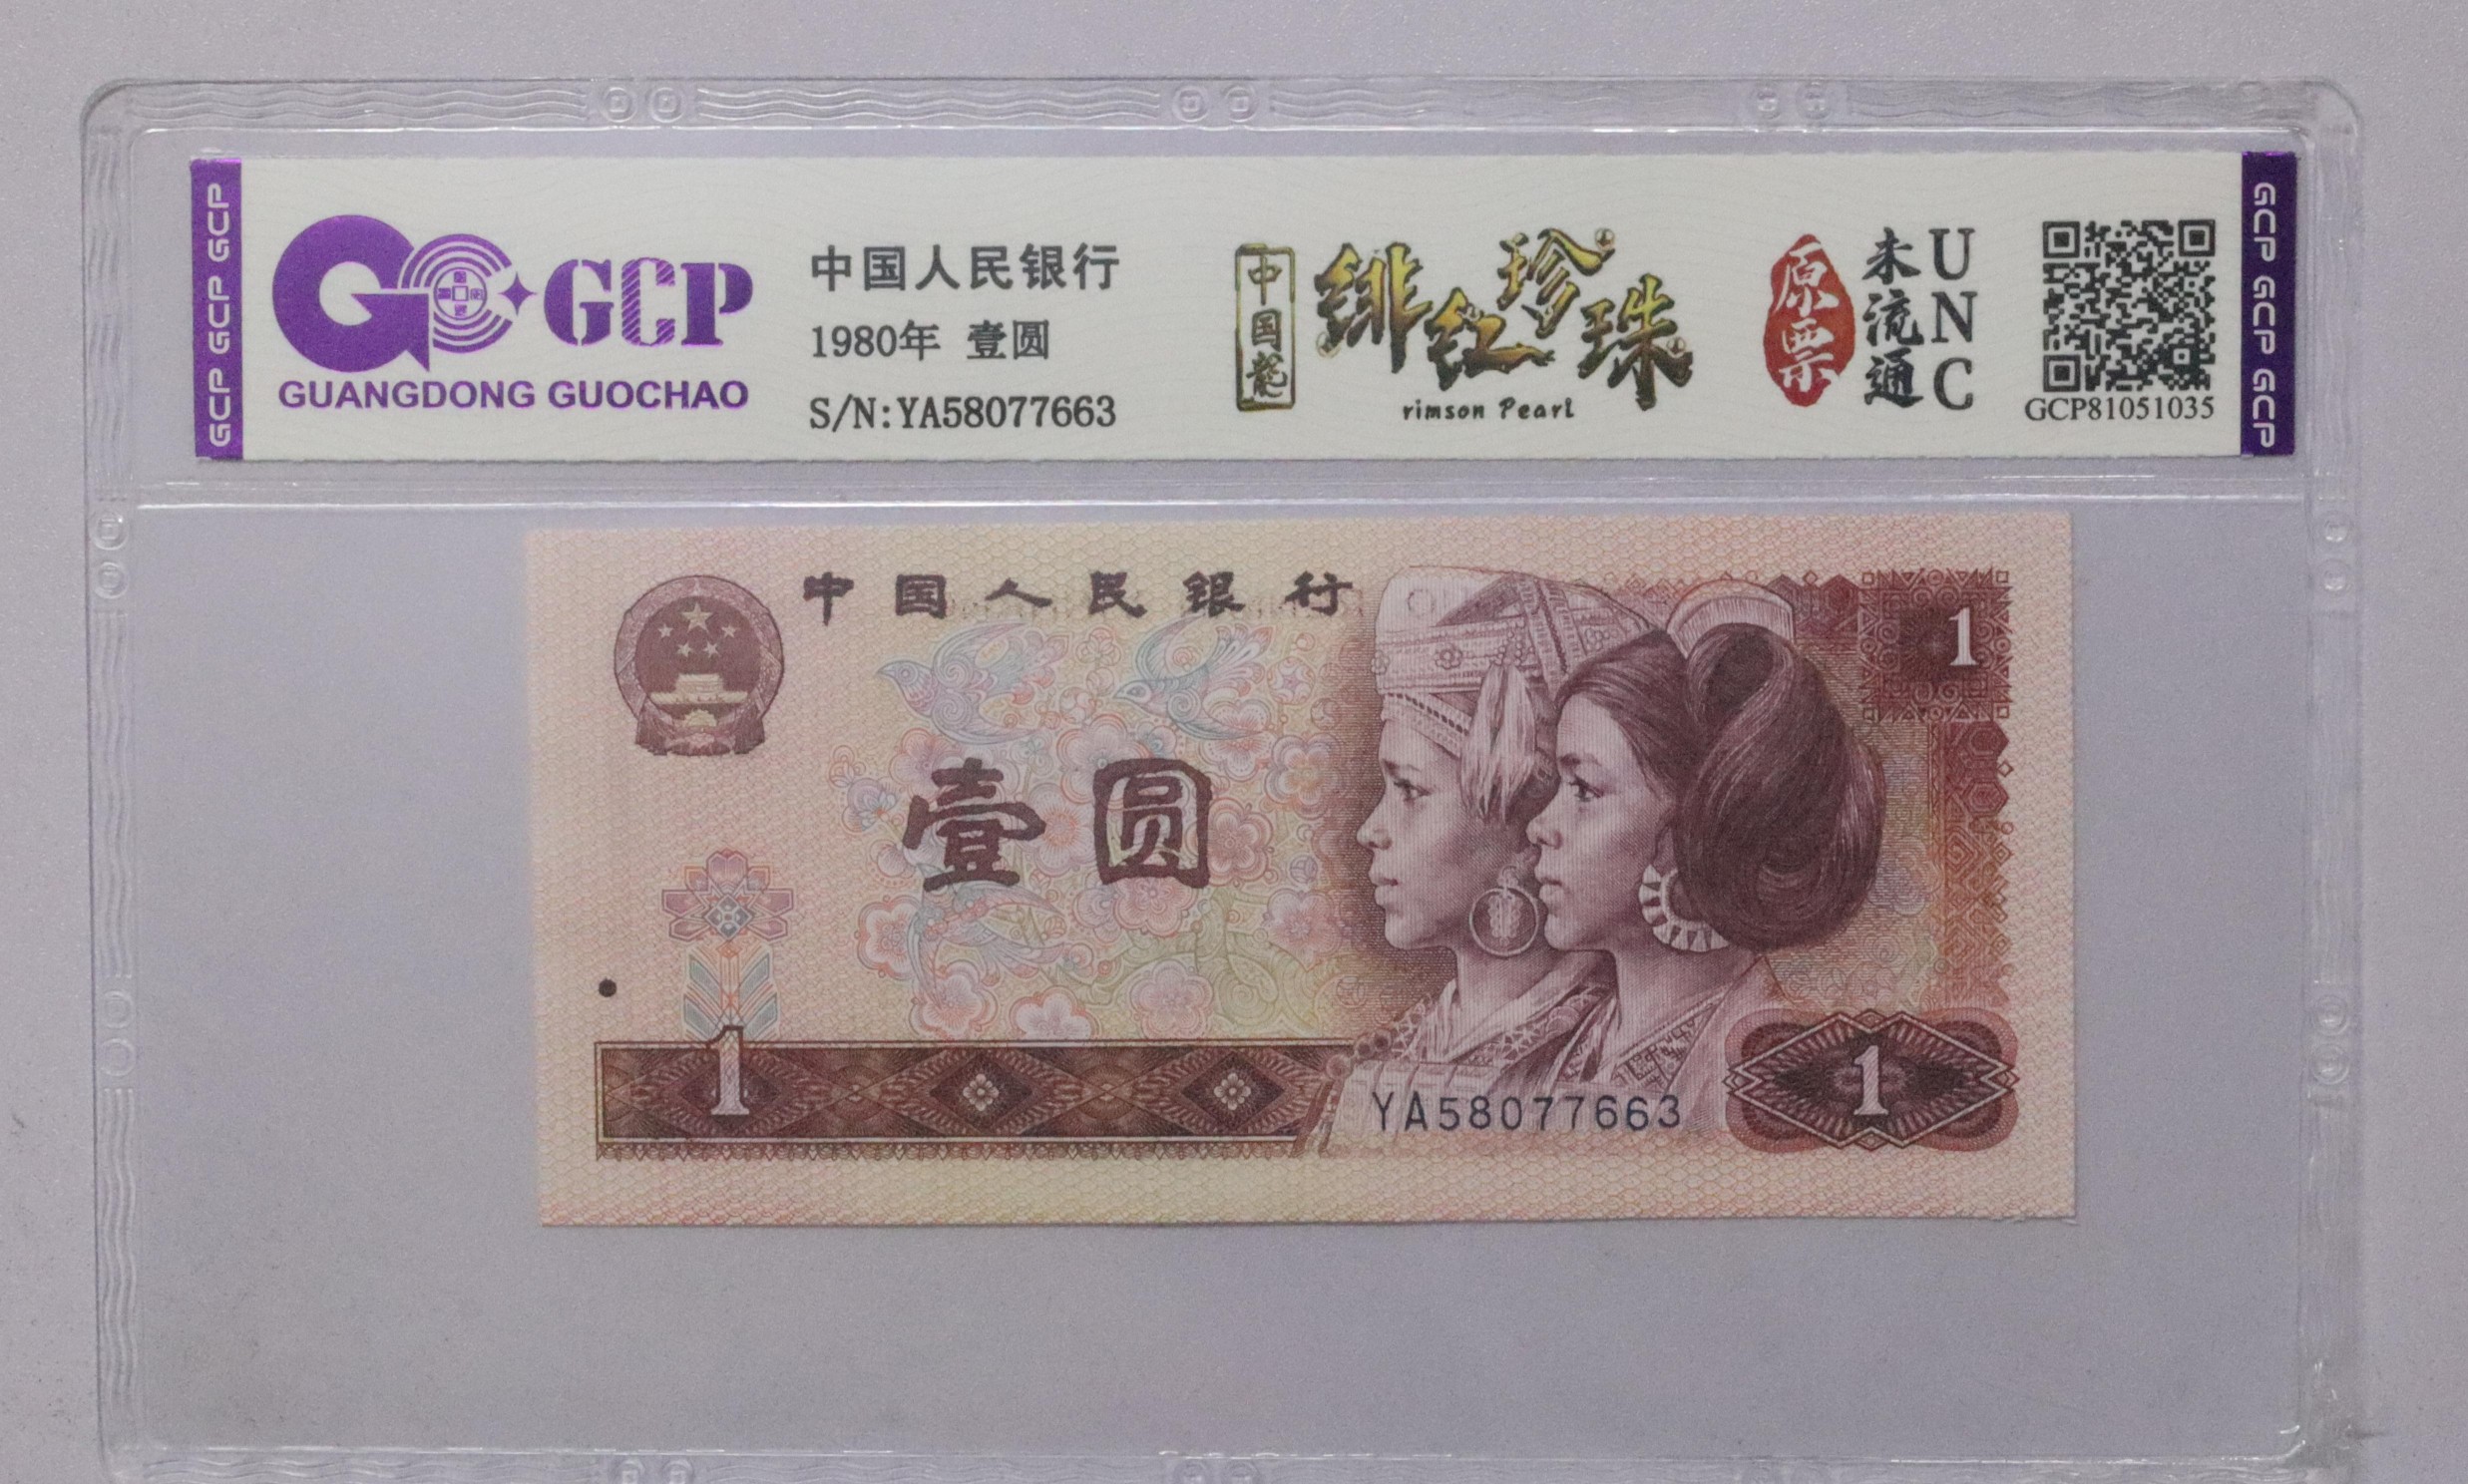 GCP GCP GCP
GCP
GUANGDONG GUOCHAO
中国人民银行
1980年 壹圆
S/N:YA58077663
中国龍
绯红珍珠
rimson Pearl
原票
未流通
UNC
GCP81051035
GCP GCP GCP
中国人民银行
1
壹圆
1
YA58077663
1